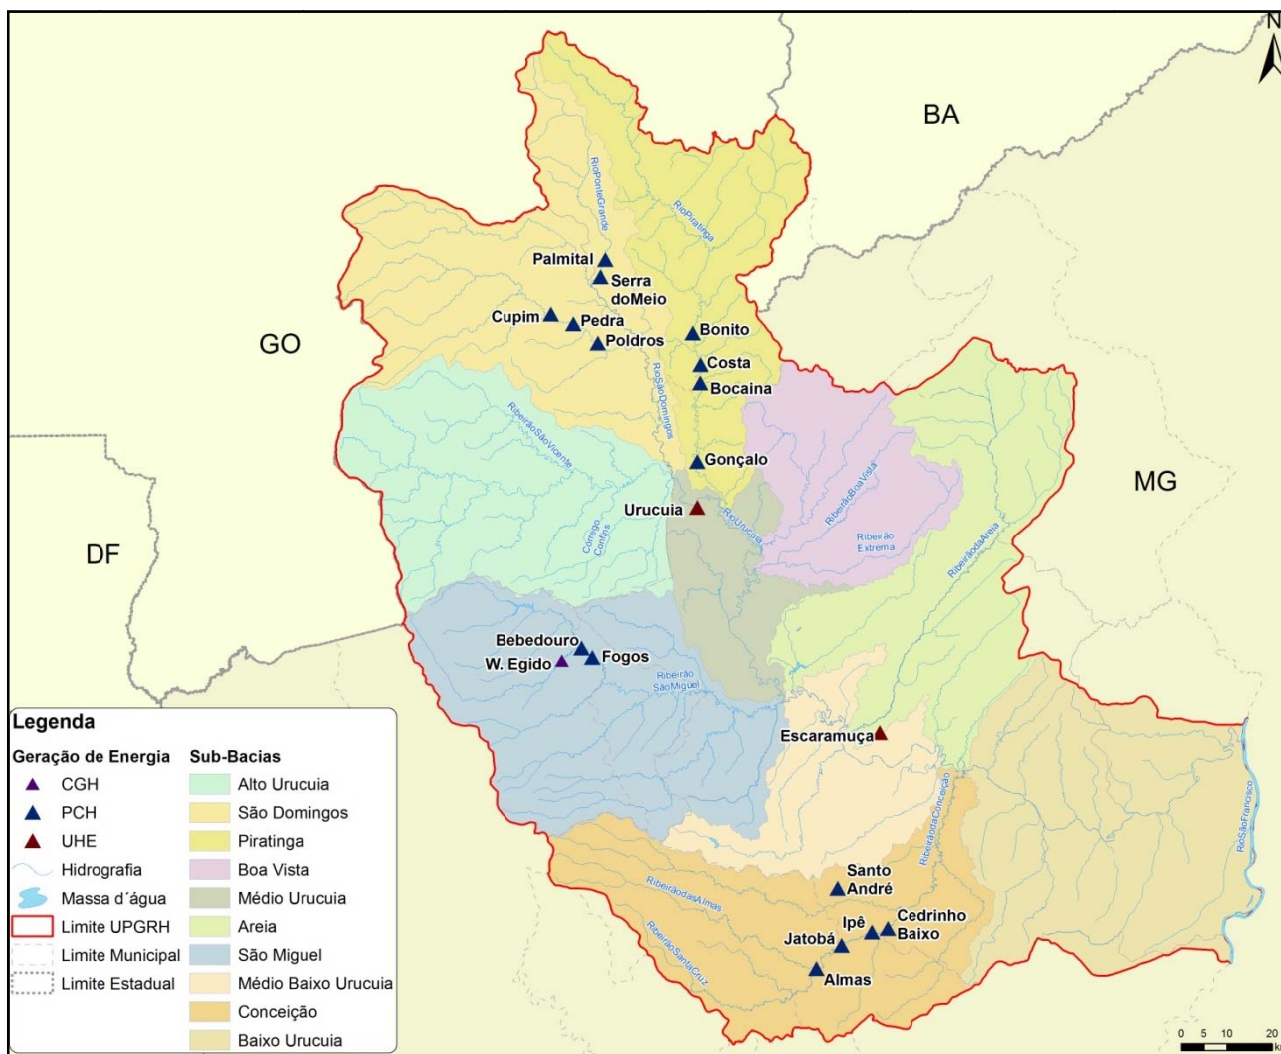 N
BA
RioPonteGrande
RioPiratinga
Palmital
Serra
doMeio
Cupim
Pedra
Poldros
Bonito
GO
Costa
Bocaina
RioSãoDomingos
RibeirãoSãoVicente
Gonçalo
RibeirãoBoaVista
MG
Urucuia
RioUrucuia
Córrego
Confins
Ribeirão
Extrema
RibeirãodaAreia
DF
Bebedouro
W. Egido
Fogos
Ribeirão
SãoMiguel
Escaramuça
RibeirãodaConceição
RioSãoFrancisco
Santo
André
RibeirãodasAlmas
RibeirãoSantaCruz
Ipê
Cedrinho
Baixo
Jatobá
Almas
Legenda
Geração de Energia
CGH
PCH
UHE
Hidrografia
Massa d´água
Limite UPGRH
Limite Municipal
Limite Estadual
Sub-Bacias
Alto Urucuia
São Domingos
Piratinga
Boa Vista
Médio Urucuia
Areia
São Miguel
Médio Baixo Urucuia
Conceição
Baixo Urucuia
0 5 10 20